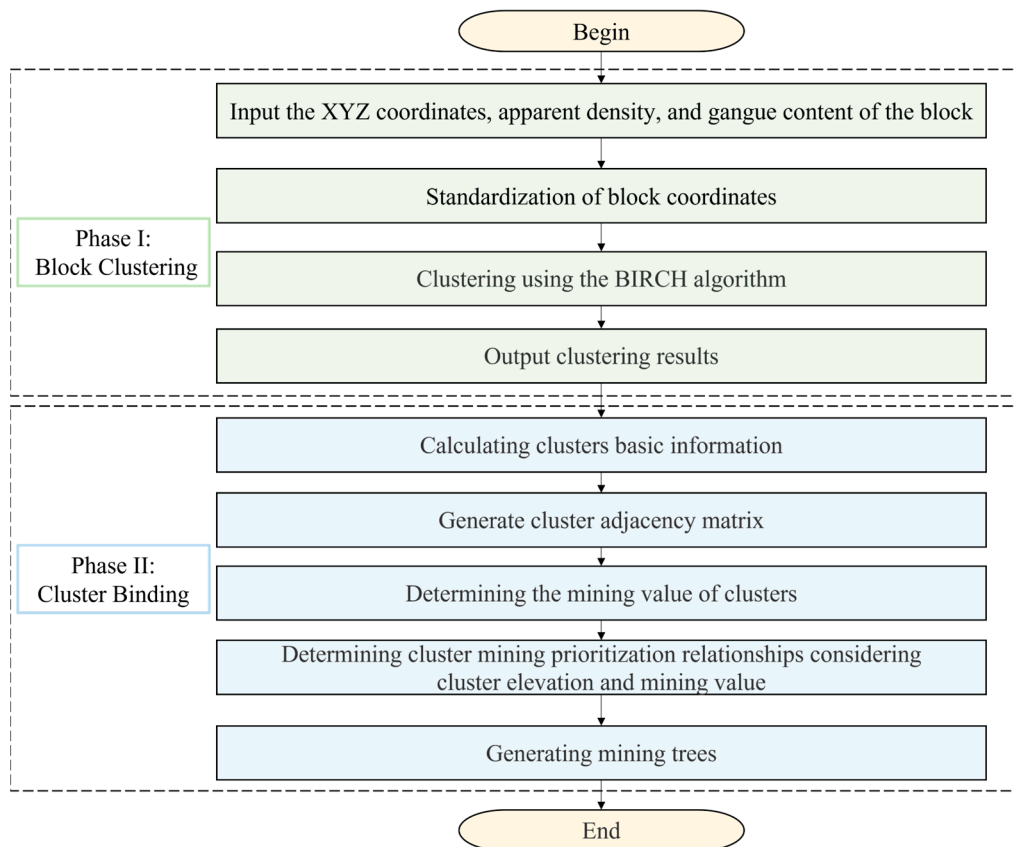 Begin
Input the XYZ coordinates, apparent density, and gangue content of the block
Standardization of block coordinates
Phase I:
Block Clustering
Clustering using the BIRCH algorithm
Output clustering results
Calculating clusters basic information
Generate cluster adjacency matrix
Phase II:
Cluster Binding
Determining the mining value of clusters
Determining cluster mining prioritization relationships considering
cluster elevation and mining value
Generating mining trees
End